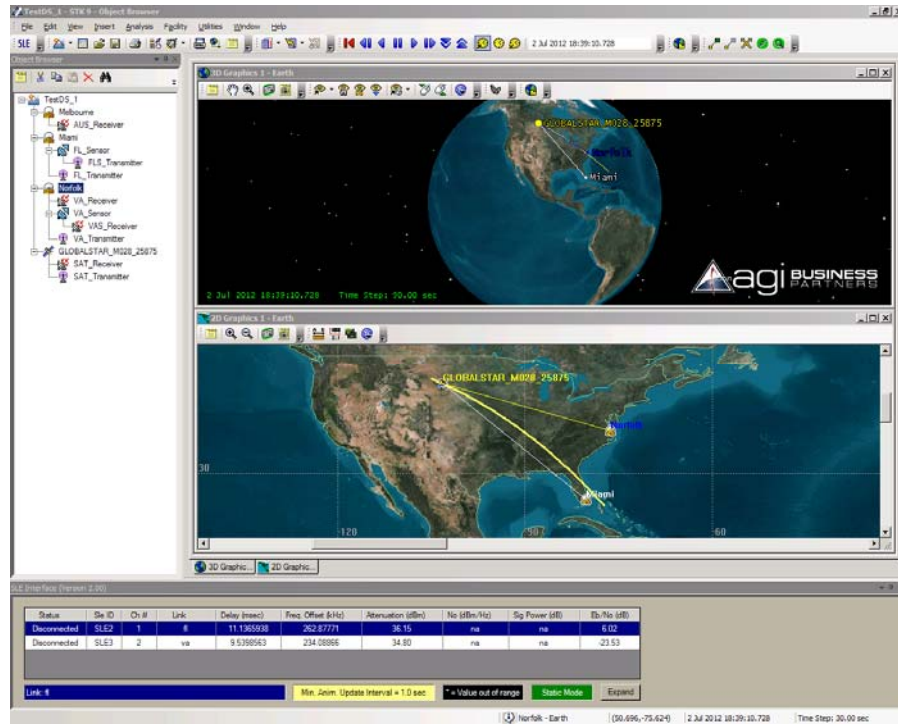 TestDS_1 - STK 9 - Object Browser
File Edit View Insert Analysis Facility Utilities Window Help
SLE
2 Jul 2012 18:39:10.728
Object Browser
TestDS_1
Melbourne
AUS_Receiver
Miami
FL_Sensor
FLS_Transmitter
FL_Transmitter
Norfolk
VA_Receiver
VA_Sensor
VAS_Receiver
VA_Transmitter
GLOBALSTAR_M028_25875
SAT_Receiver
SAT_Transmitter
3D Graphics 1 - Earth
GLOBALSTAR_M028_25875
Norfolk
Miami
agi BUSINESS PARTNERS
2 Jul 2012 18:39:10.728 Time Step: 30.00 sec
2D Graphics 1 - Earth
GLOBALSTAR_M028_25875
Norfolk
30
Miami
-120 -90 -60
3D Graphic... 2D Graphic...
SLE Interface (Version 2.00)
Status Sle ID Ch # Link Delay (msec) Freq. Offset (kHz) Attenuation (dBm) No (dBm/Hz) Sig Power (dB) Eb/No (dB)
Disconnected SLE2 1 fl 11.1365938 262.87771 36.15 na na 6.02
Disconnected SLE3 2 va 9.5398563 234.08866 34.80 na na -23.53
Link: fl Min. Anim. Update Interval = 1.0 sec * = Value out of range Static Mode Expand
Norfolk - Earth (50.696,-75.624) 2 Jul 2012 18:39:10.728 Time Step: 30.00 sec